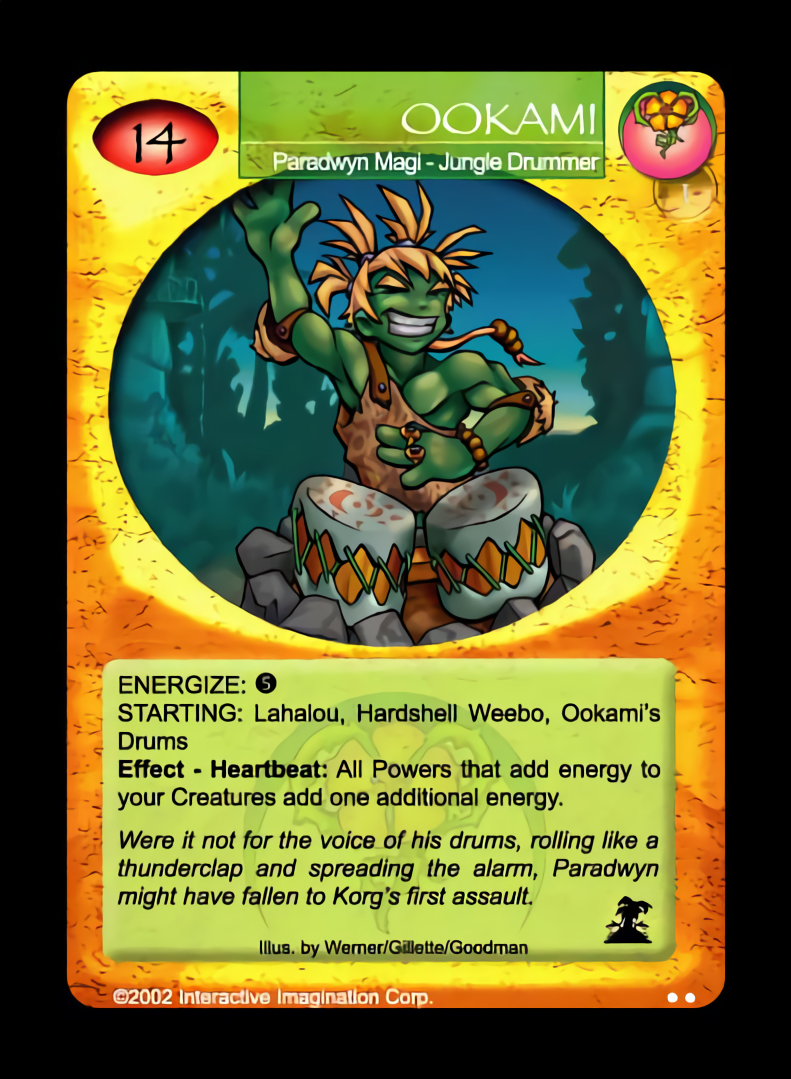 14
OOKAMI
Paradwyn Magi - Jungle Drummer
1
ENERGIZE: 5
STARTING: Lahalou, Hardshell Weebo, Ookami's
Drums
Effect - Heartbeat: All Powers that add energy to
your Creatures add one additional energy.
Were it not for the voice of his drums, rolling like a
thunderclap and spreading the alarm, Paradwyn
might have fallen to Korg's first assault.
Illus. by Werner/Gillette/Goodman
©2002 Interactive Imagination Corp.